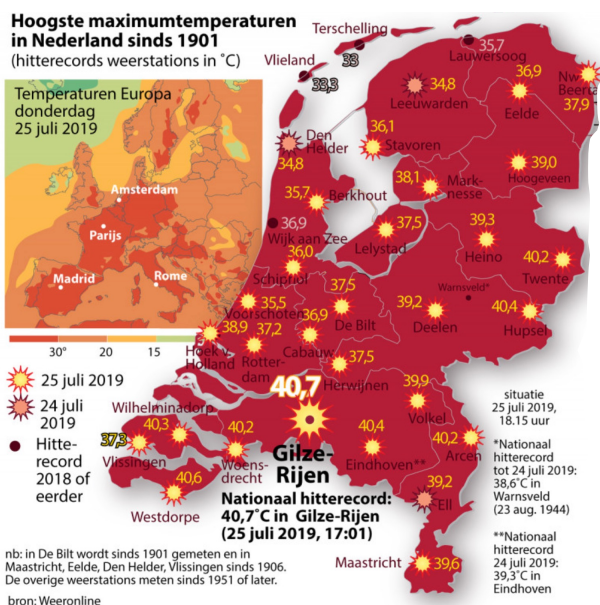 Hoogste maximumtemperaturen
in Nederland sinds 1901
(hitterecords weerstations in ˚C)
Temperaturen Europa
donderdag
25 juli 2019
Amsterdam
Parijs
Madrid
Rome
30˚ 20 15
25 juli 2019
24 juli
2019
Hitte-
record
2018 of
eerder
Terschelling
33
Vlieland
33,3
35,7
Lauwersoog
34,8
Leeuwarden
36,9
Eelde
Nw
Beerta
37,9
Den
Helder
34,8
36,1
Stavoren
39,0
Hoogeveen
38,1
Mark-
nesse
35,7
Berkhout
36,9
Wijk aan Zee
37,5
Lelystad
39,3
Heino
36,0
Schiphol
40,2
Twente
Warnsveld*
37,5
De Bilt
35,5
Voorschoten
36,9
Cabauw
39,2
Deelen
40,4
Hupsel
38,9
Hoek v.
Holland
37,2
Rotter-
dam
37,5
Herwijnen
40,7
39,9
Volkel
Wilhelminadorp
40,3
37,3
Vlissingen
40,2
Woens-
drecht
40,4
Eindhoven**
40,2
Arcen
Gilze-
Rijen
40,6
Westdorpe
39,2
Ell
Nationaal hitterecord:
40,7˚C in Gilze-Rijen
(25 juli 2019, 17:01)
Maastricht
39,6
situatie
25 juli 2019,
18.15 uur
*Nationaal
hitterecord
tot 24 juli 2019:
38,6˚C in
Warnsveld
(23 aug. 1944)
**Nationaal
hitterecord
24 juli 2019:
39,3˚C in
Eindhoven
nb: in De Bilt wordt sinds 1901 gemeten en in
Maastricht, Eelde, Den Helder, Vlissingen sinds 1906.
De overige weerstations meten sinds 1951 of later.
bron: Weeronline